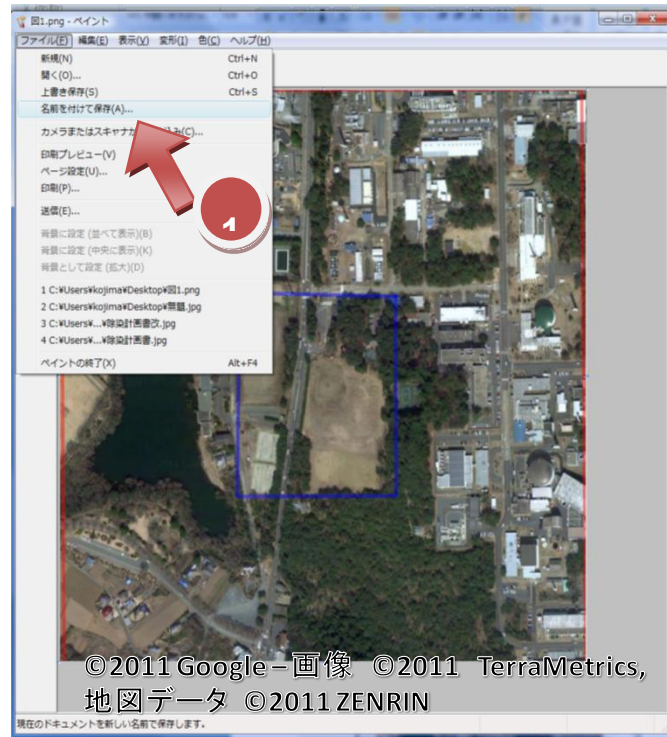 図1.png - ペイント
ファイル(F) 編集(E) 表示(V) 変形(I) 色(C) ヘルプ(H)
新規(N) Ctrl+N
開く(O)... Ctrl+O
上書き保存(S) Ctrl+S
名前を付けて保存(A)...
カメラまたはスキャナか み(C)...
印刷プレビュー(V)
ページ設定(U)...
印刷(P)...
1
送信(E)...
背景に設定 (並べて表示)(B)
背景に設定 (中央に表示)(K)
背景として設定 (拡大)(D)
1 C:¥Users¥kojima¥Desktop¥図1.png
2 C:¥Users¥kojima¥Desktop¥無題.jpg
3 C:¥Users¥...¥除染計画書改.jpg
4 C:¥Users¥...¥除染計画書.jpg
ペイントの終了(X) Alt+F4
©2011 Google – 画像 ©2011 TerraMetrics,
地図データ ©2011 ZENRIN
現在のドキュメントを新しい名前で保存します。